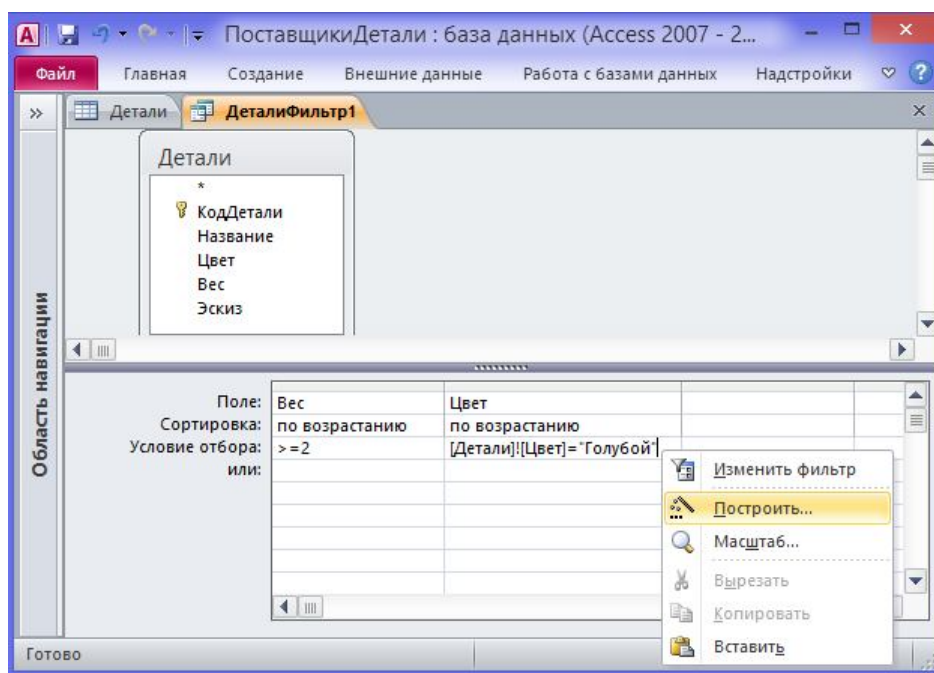 A ПоставщикиДетали : база данных (Access 2007 - 2...
Файл Главная Создание Внешние данные Работа с базами данных Надстройки
Детали ДеталиФильтр1
Область навигации
Детали
*
КодДетали
Название
Цвет
Вес
Эскиз
Поле: Вес Цвет
Сортировка: по возрастанию по возрастанию
Условие отбора: >=2 [Детали]![Цвет]="Голубой"
или:
Изменить фильтр
Построить...
Масштаб...
Вырезать
Копировать
Вставить
Готово